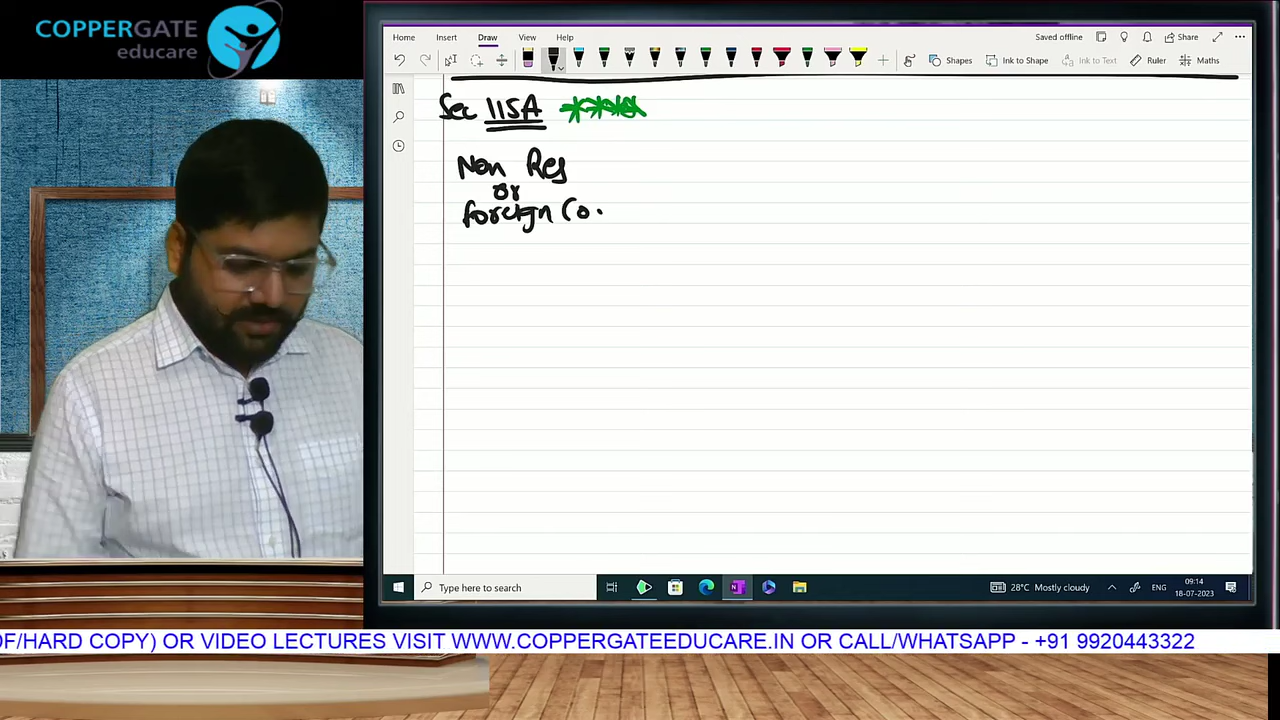 COPPERGATE
educare
Home Insert Draw View Help
Saved offline
Share
Shapes
Ink to Shape
Ink to Text
Ruler
Maths
Sec 115A
Non Res
or
foreign Co.
Type here to search
28°C Mostly cloudy
ENG
09:14
18-07-2023
OF/HARD COPY) OR VIDEO LECTURES VISIT WWW.COPPERGATEEDUCARE.IN OR CALL/WHATSAPP - +91 9920443322